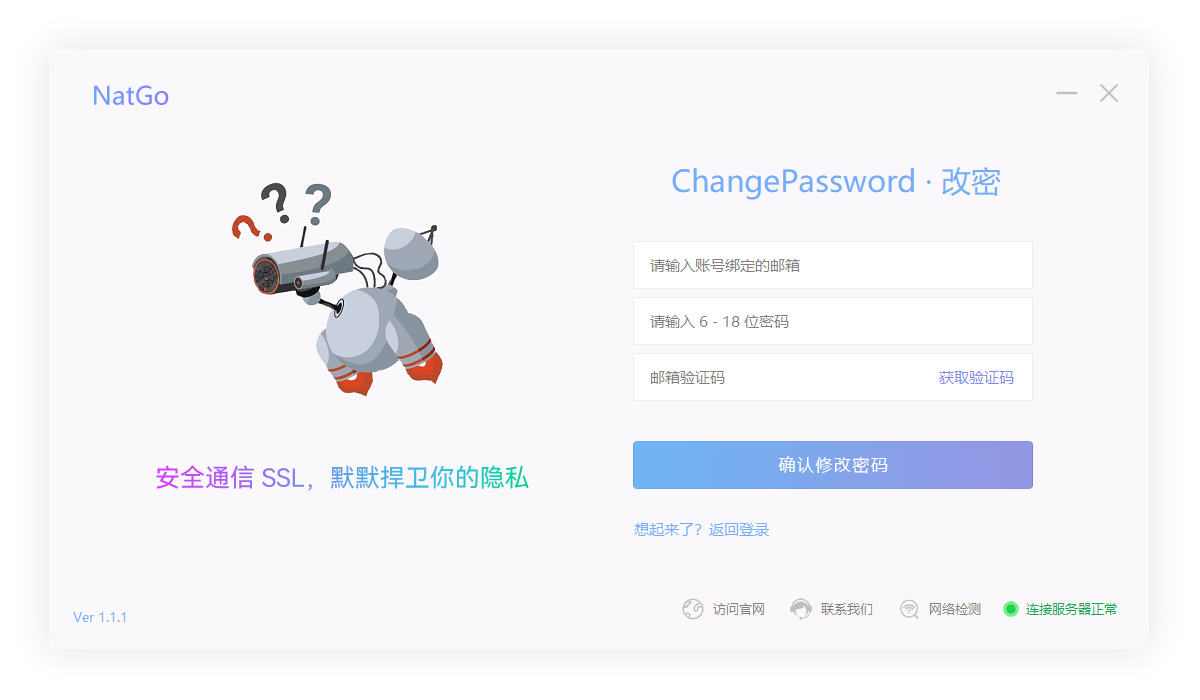 NatGo
? ? ?
ChangePassword · 改密
请输入账号绑定的邮箱
请输入 6 - 18 位密码
邮箱验证码 获取验证码
确认修改密码
安全通信 SSL，默默捍卫你的隐私
想起来了？返回登录
Ver 1.1.1
访问官网 联系我们 网络检测 连接服务器正常